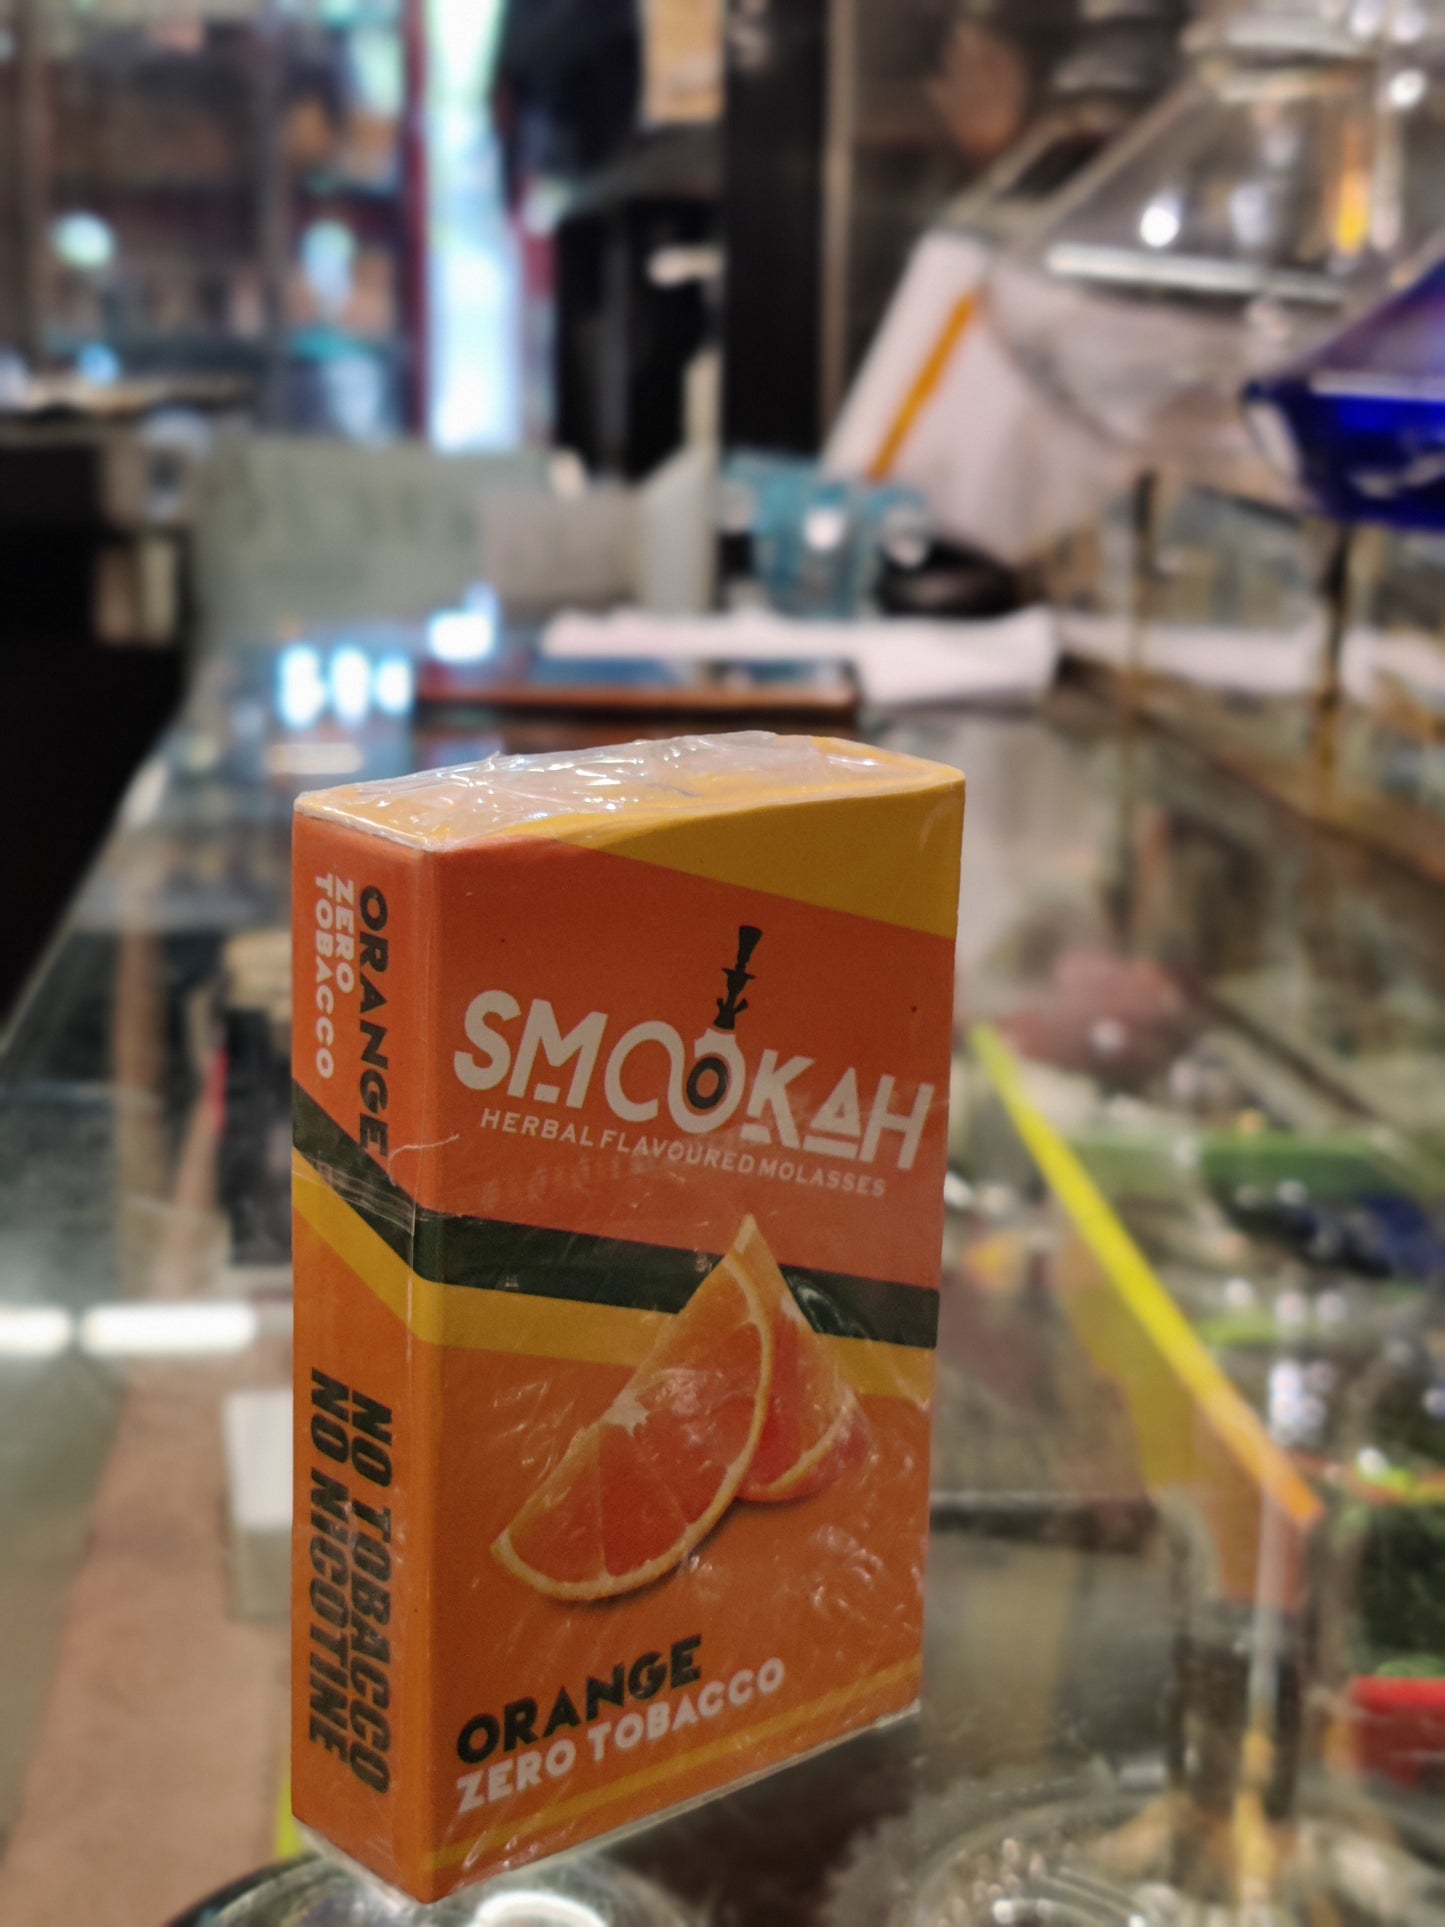 ORANGE
ZERO
TOBACCO
NO TOBACCO
NO NICOTINE
SMOOKAH
HERBAL FLAVOURED MOLASSES
ORANGE
ZERO TOBACCO